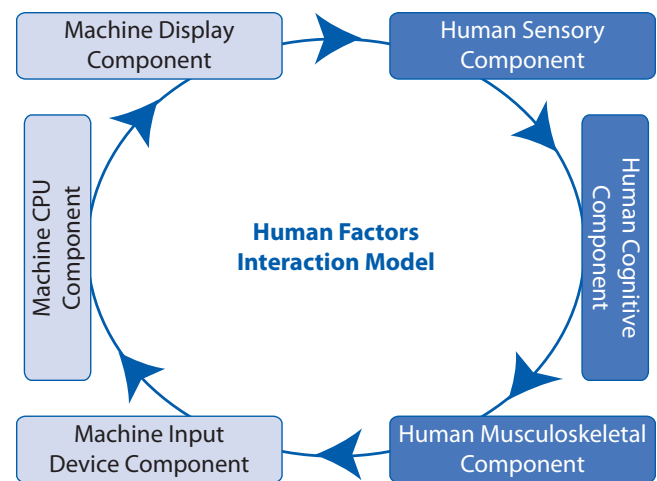 Machine Display
Component
Human Sensory
Component
Human Cognitive
Component
Human Musculoskeletal
Component
Machine Input
Device Component
Machine CPU
Component
Human Factors
Interaction Model